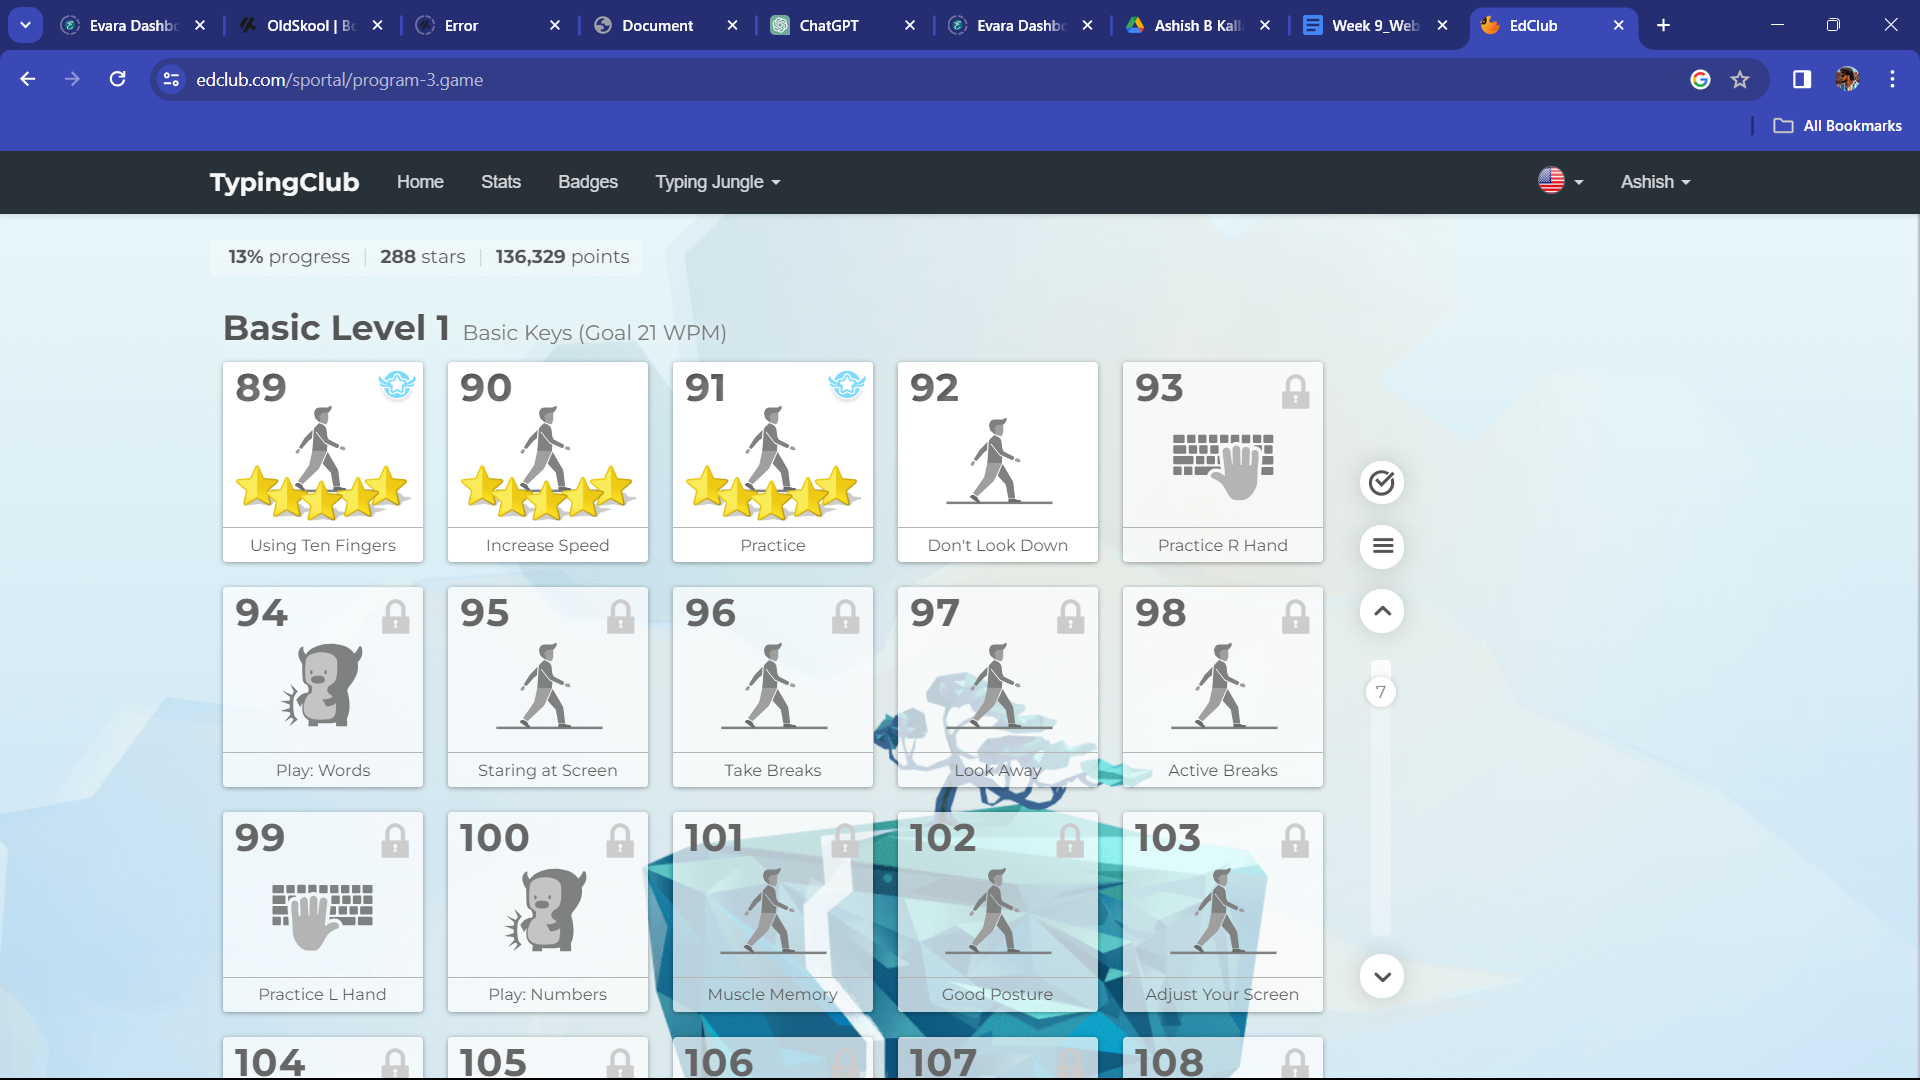 Evara Dashbo
OldSkool | Bo
Error
Document
ChatGPT
Evara Dashbo
Ashish B Kall
Week 9_Web
EdClub
edclub.com/sportal/program-3.game
All Bookmarks
TypingClub Home Stats Badges Typing Jungle Ashish
13% progress 288 stars 136,329 points
Basic Level 1 Basic Keys (Goal 21 WPM)
89 90 91 92 93
Using Ten Fingers Increase Speed Practice Don't Look Down Practice R Hand
94 95 96 97 98
7
Play: Words Staring at Screen Take Breaks Look Away Active Breaks
99 100 101 102 103
Practice L Hand Play: Numbers Muscle Memory Good Posture Adjust Your Screen
104 105 106 107 108